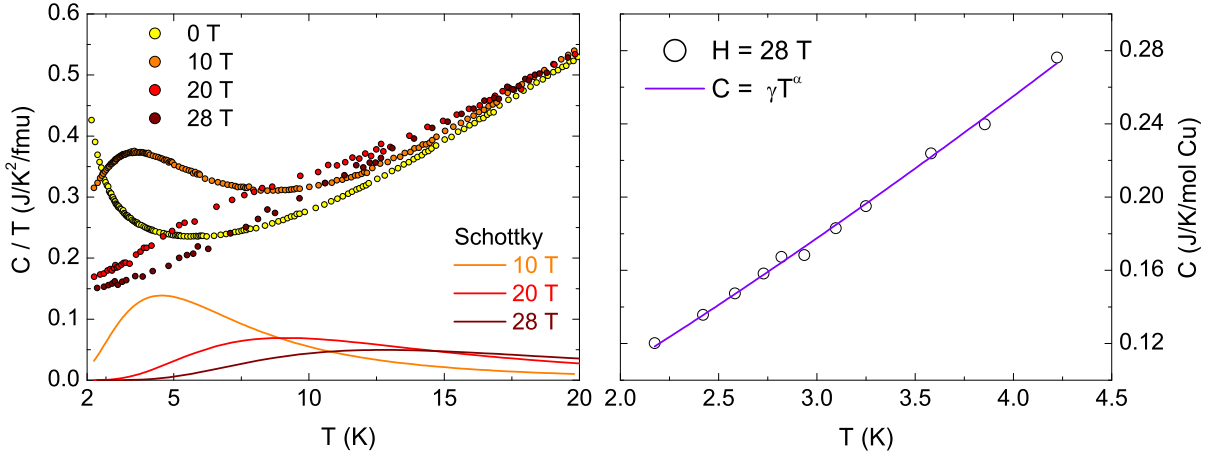 0 T
10 T
20 T
28 T
Schottky
10 T
20 T
28 T
C / T (J/K²/fmu)
0.6
0.5
0.4
0.3
0.2
0.1
0.0
2 5 10 15 20
T (K)
H = 28 T
C = γT^α
0.28
0.24
0.20
0.16
0.12
C (J/K/mol Cu)
2.0 2.5 3.0 3.5 4.0 4.5
T (K)